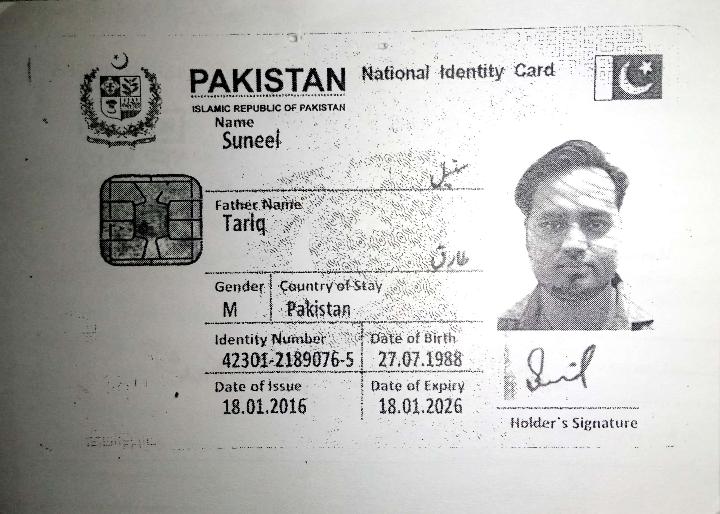 PAKISTAN National Identity Card
ISLAMIC REPUBLIC OF PAKISTAN
Name
Suneel
سنیل
Father Name
Tariq
طارق
Gender Country of Stay
M Pakistan
Identity Number Date of Birth
42301-2189076-5 27.07.1988
Date of Issue Date of Expiry
18.01.2016 18.01.2026
Holder's Signature